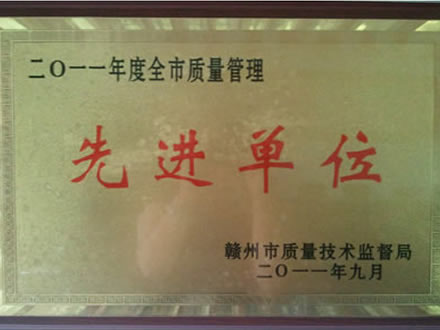 二〇一一年度全市质量管理
先进单位
赣州市质量技术监督局
二〇一一年九月